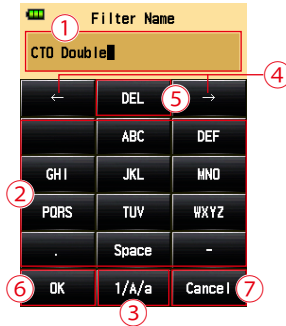 Filter Name
1
CTO Double
4
← DEL 5 →
ABC DEF
2
GHI JKL MNO
PQRS TUV WXYZ
. Space -
6 OK 1/A/a Cancel 7
3